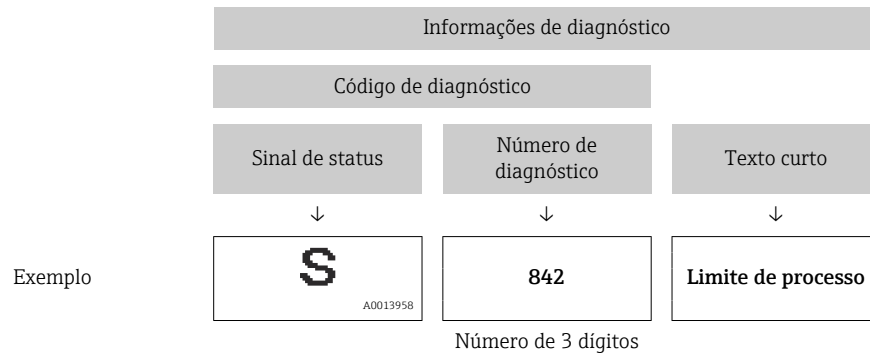 Informações de diagnóstico
Código de diagnóstico
Sinal de status
Número de
diagnóstico
Texto curto
↓ ↓ ↓
Exemplo
S
A0013958
842
Limite de processo
Número de 3 dígitos